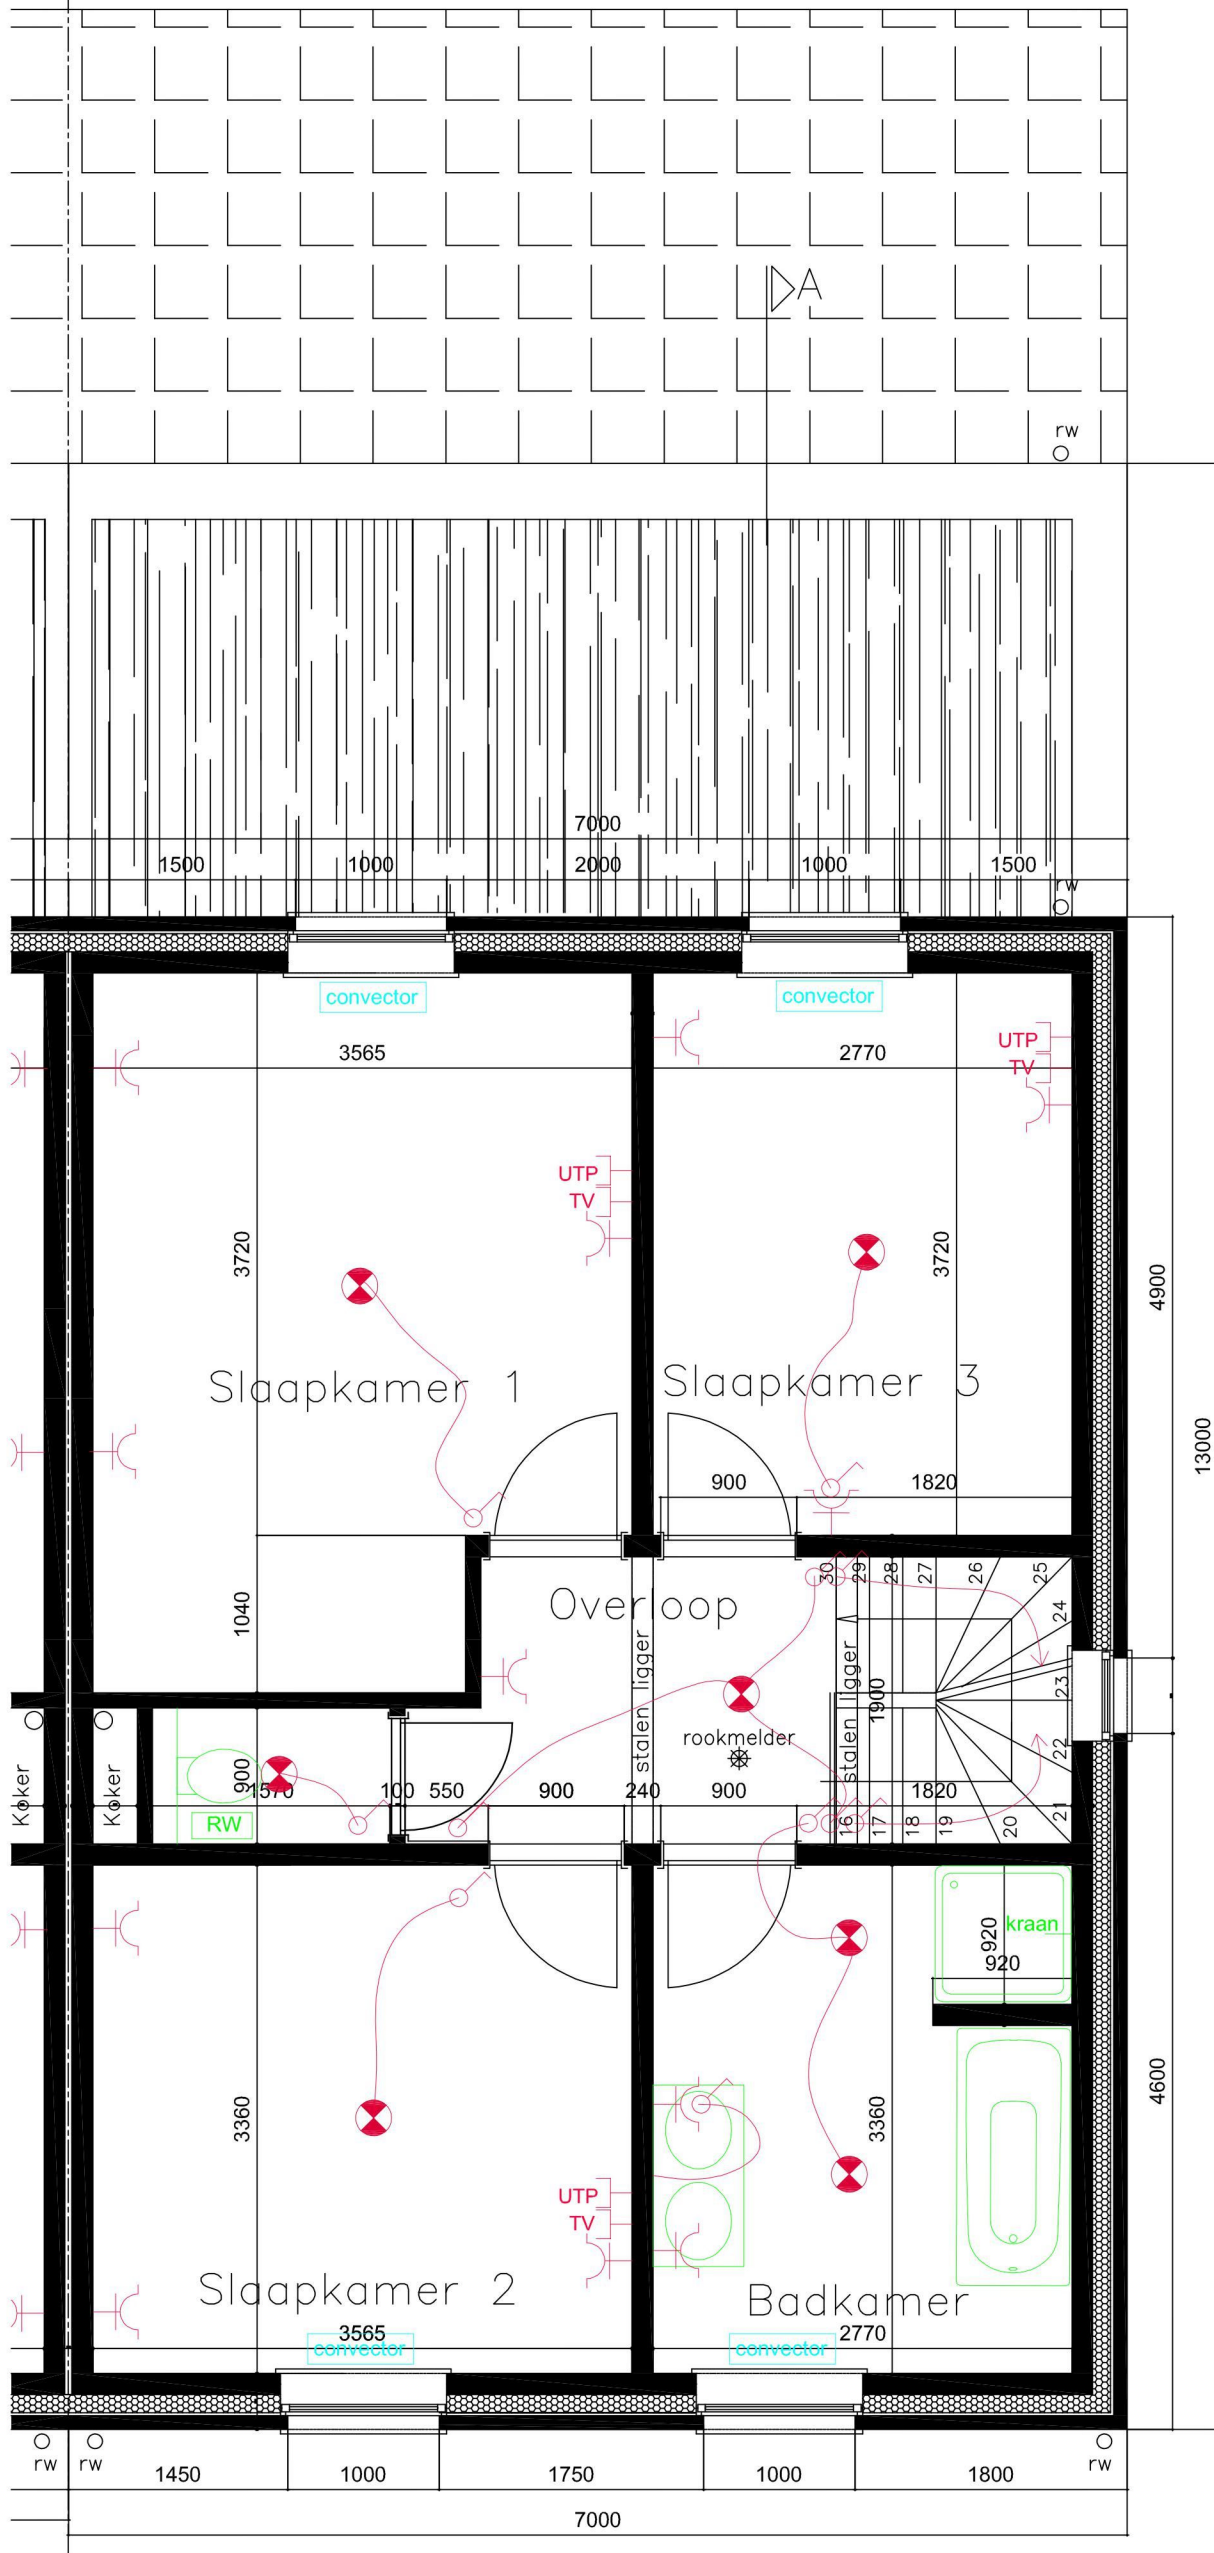 A
rw
7000
1500 1000 2000 1000 1500
rw
convector convector
3565 2770
UTP
TV
UTP
TV
3720 3720
4900
Slaapkamer 1 Slaapkamer 3
13000
900 1820
30 29 28 27 26 25
24
Overloop
1040
stalen ligger stalen ligger
1900
23
rookmelder
22
Koker Koker
900
1570 100 550 900 240 900 1820
RW
16 17 18 19 20 21
920
kraan
920
4600
3360 3360
UTP
TV
Slaapkamer 2 Badkamer
3565 2770
convector convector
rw rw rw
1450 1000 1750 1000 1800
7000